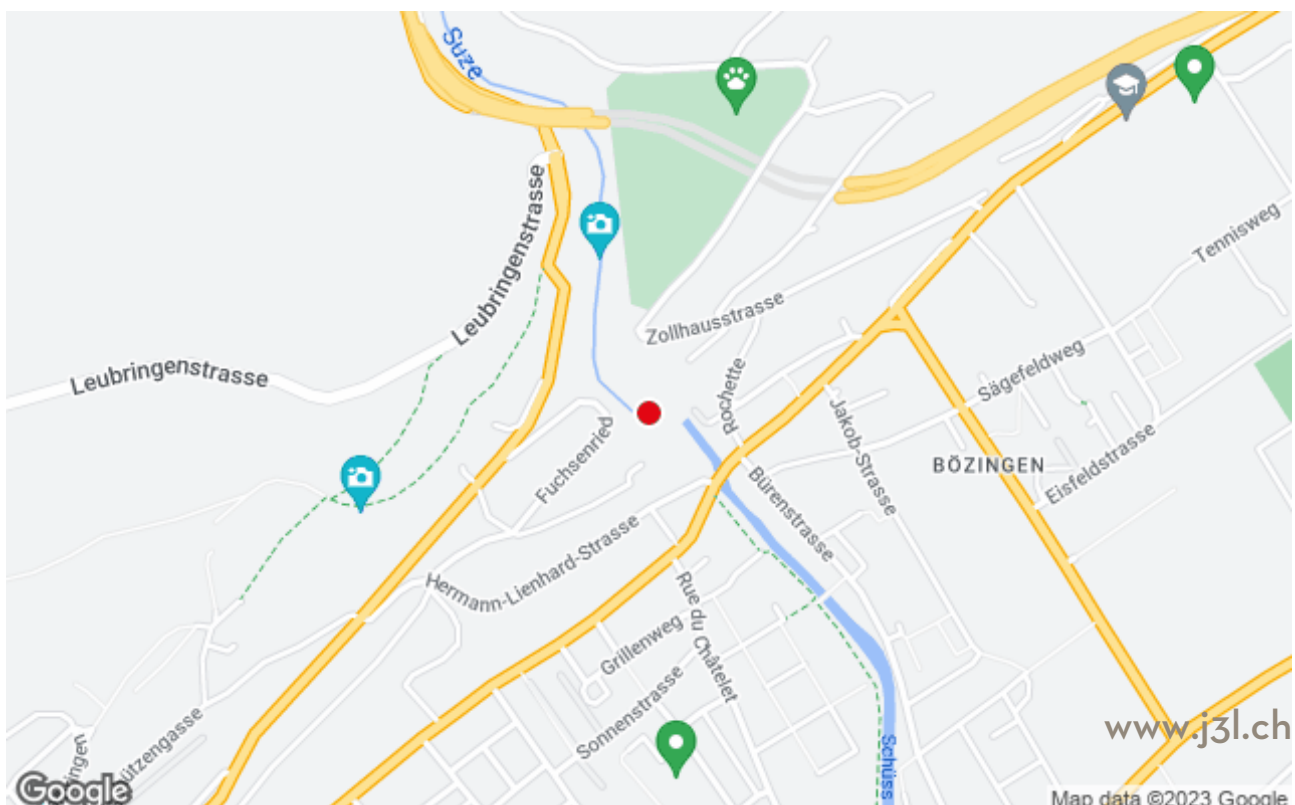 Suze
Leubringenstrasse
Leubringenstrasse
Zollhausstrasse
Tennisweg
Sägefeldweg
Rochette
Jakob-Strasse
BÖZINGEN
Eisfeldstrasse
Fuchsenried
Bürenstrasse
Hermann-Lienhard-Strasse
Rue du Châtelet
Grillenweg
Sonnenstrasse
Schüss
www.j3l.ch
Google
Map data ©2023 Google